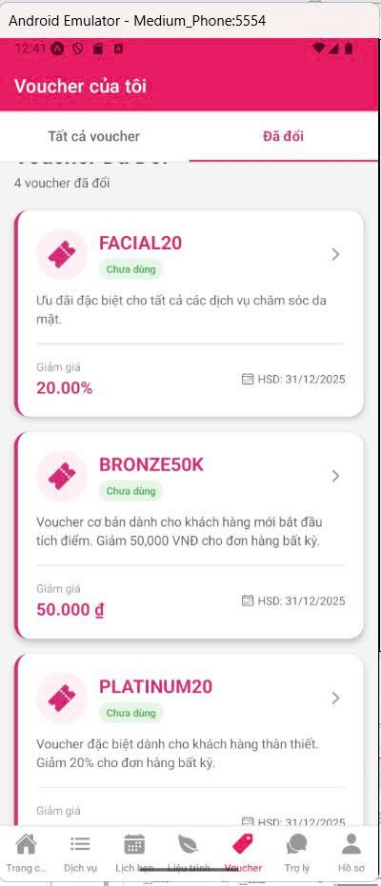 Android Emulator - Medium_Phone:5554
12:41
Voucher của tôi
Tất cả voucher
Đã đổi
4 voucher đã đổi
FACIAL20
Chưa dùng
Ưu đãi đặc biệt cho tất cả các dịch vụ chăm sóc da
mặt.
Giảm giá
20.00%
HSD: 31/12/2025
BRONZE50K
Chưa dùng
Voucher cơ bản dành cho khách hàng mới bắt đầu
tích điểm. Giảm 50,000 VNĐ cho đơn hàng bất kỳ.
Giảm giá
50.000 ₫
HSD: 31/12/2025
PLATINUM20
Chưa dùng
Voucher đặc biệt dành cho khách hàng thân thiết.
Giảm 20% cho đơn hàng bất kỳ.
Giảm giá
HSD: 31/12/2025
Trang c...
Dịch vụ
Lịch hẹn
Liệu trình
Voucher
Trợ lý
Hồ sơ